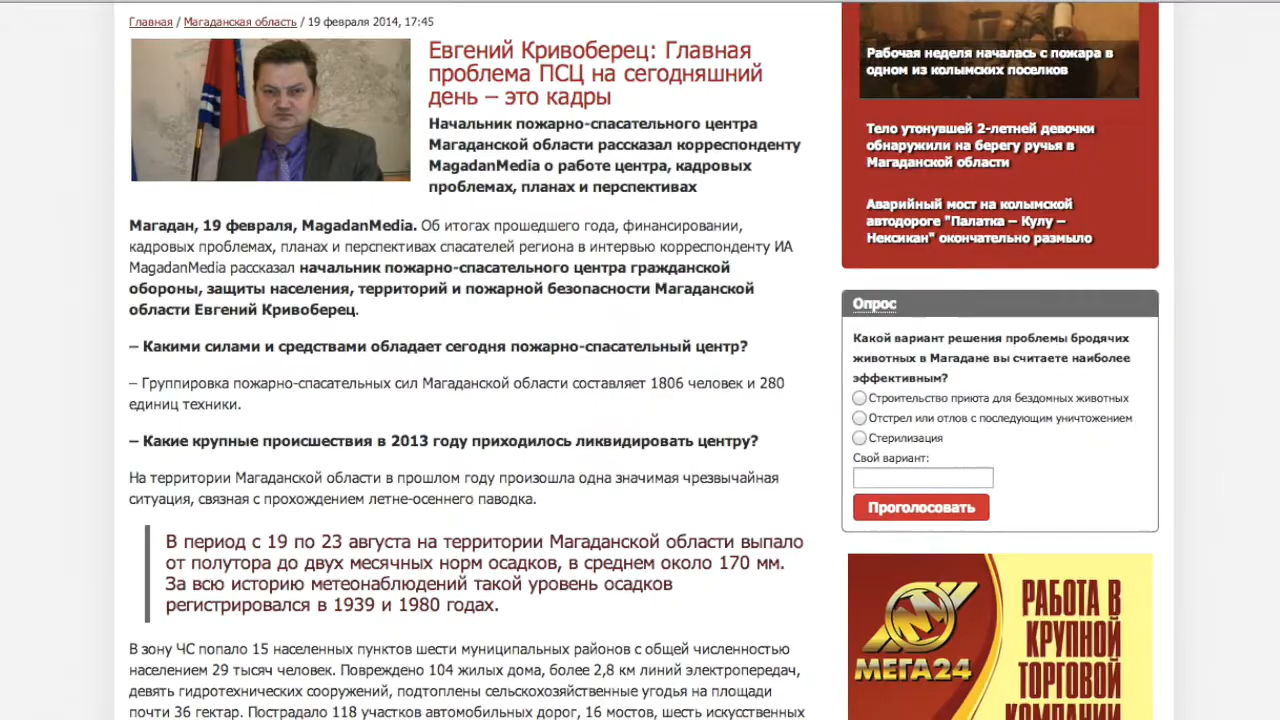 Главная / Магаданская область / 19 февраля 2014, 17:45
Евгений Кривоберец: Главная
проблема ПСЦ на сегодняшний
день – это кадры
Начальник пожарно-спасательного центра
Магаданской области рассказал корреспонденту
MagadanMedia о работе центра, кадровых
проблемах, планах и перспективах
Магадан, 19 февраля, MagadanMedia. Об итогах прошедшего года, финансировании,
кадровых проблемах, планах и перспективах спасателей региона в интервью корреспонденту ИА
MagadanMedia рассказал начальник пожарно-спасательного центра гражданской
обороны, защиты населения, территорий и пожарной безопасности Магаданской
области Евгений Кривоберец.
– Какими силами и средствами обладает сегодня пожарно-спасательный центр?
– Группировка пожарно-спасательных сил Магаданской области составляет 1806 человек и 280
единиц техники.
– Какие крупные происшествия в 2013 году приходилось ликвидировать центру?
На территории Магаданской области в прошлом году произошла одна значимая чрезвычайная
ситуация, связная с прохождением летне-осеннего паводка.
В период с 19 по 23 августа на территории Магаданской области выпало
от полутора до двух месячных норм осадков, в среднем около 170 мм.
За всю историю метеонаблюдений такой уровень осадков
регистрировался в 1939 и 1980 годах.
В зону ЧС попало 15 населенных пунктов шести муниципальных районов с общей численностью
населением 29 тысяч человек. Повреждено 104 жилых дома, более 2,8 км линий электропередач,
девять гидротехнических сооружений, подтоплены сельскохозяйственные угодья на площади
почти 36 гектар. Пострадало 118 участков автомобильных дорог, 16 мостов, шесть искусственных
Рабочая неделя началась с пожара в
одном из колымских поселков
Тело утонувшей 2-летней девочки
обнаружили на берегу ручья в
Магаданской области
Аварийный мост на колымской
автодороге "Палатка – Кулу –
Нексикан" окончательно размыло
Опрос
Какой вариант решения проблемы бродячих
животных в Магадане вы считаете наиболее
эффективным?
Строительство приюта для бездомных животных
Отстрел или отлов с последующим уничтожением
Стерилизация
Свой вариант:
Проголосовать
МЕГА24
РАБОТА В
КРУПНОЙ
ТОРГОВОЙ
КОМПАНИИ